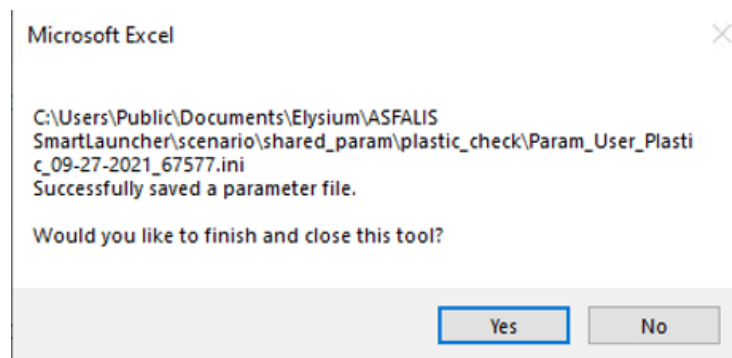 Microsoft Excel
C:\Users\Public\Documents\Elysium\ASFALIS
SmartLauncher\scenario\shared_param\plastic_check\Param_User_Plasti
c_09-27-2021_67577.ini
Successfully saved a parameter file.
Would you like to finish and close this tool?
Yes
No